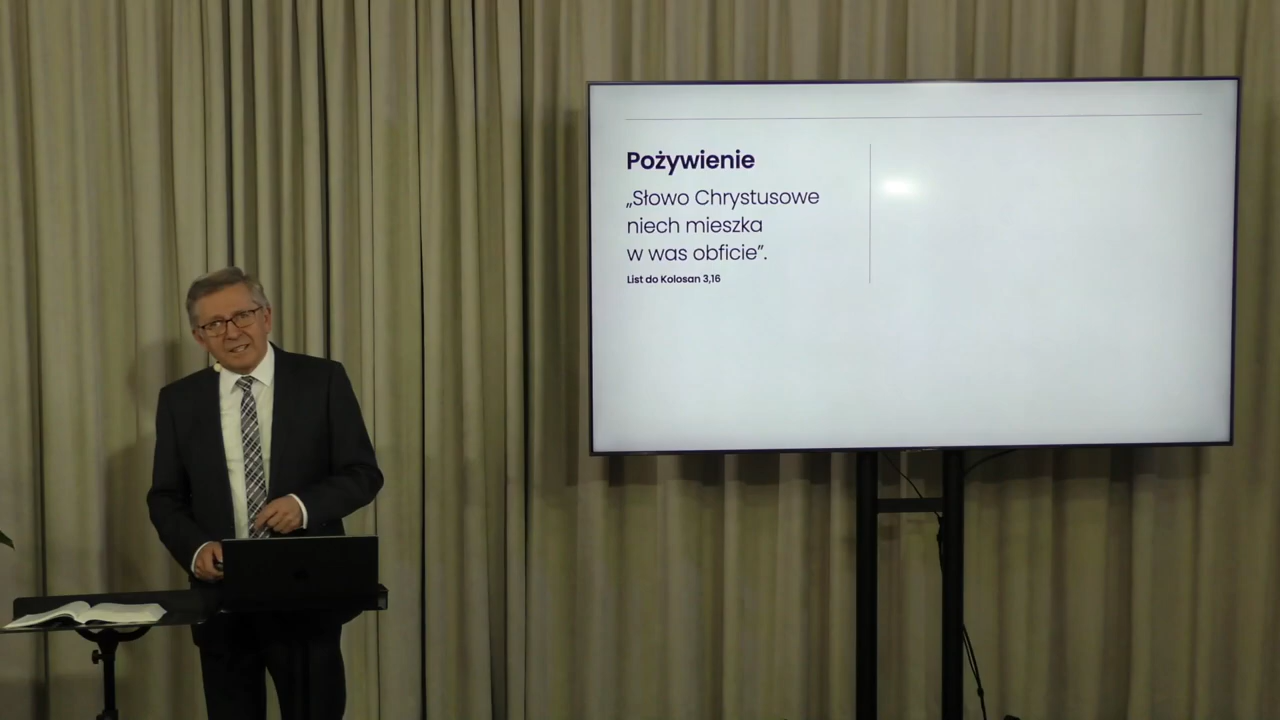 Pożywienie
„Słowo Chrystusowe
niech mieszka
w was obficie”.
List do Kolosan 3,16